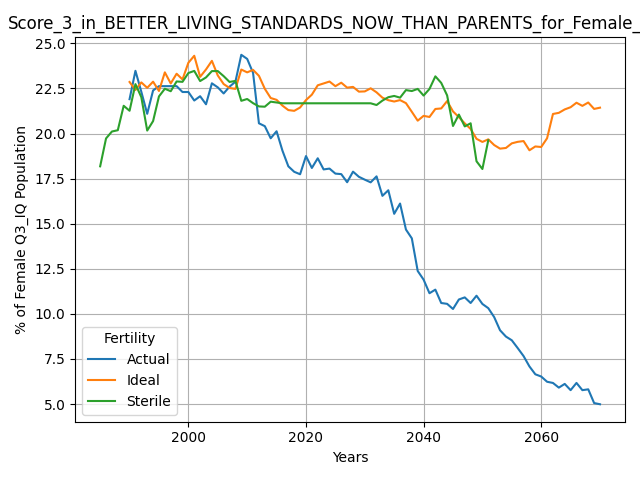 Score_3_in_BETTER_LIVING_STANDARDS_NOW_THAN_PARENTS_for_Female_
25.0
22.5
20.0
17.5
15.0
12.5
10.0
7.5
5.0
% of Female Q3_IQ Population
Fertility
Actual
Ideal
Sterile
2000
2020
2040
2060
Years